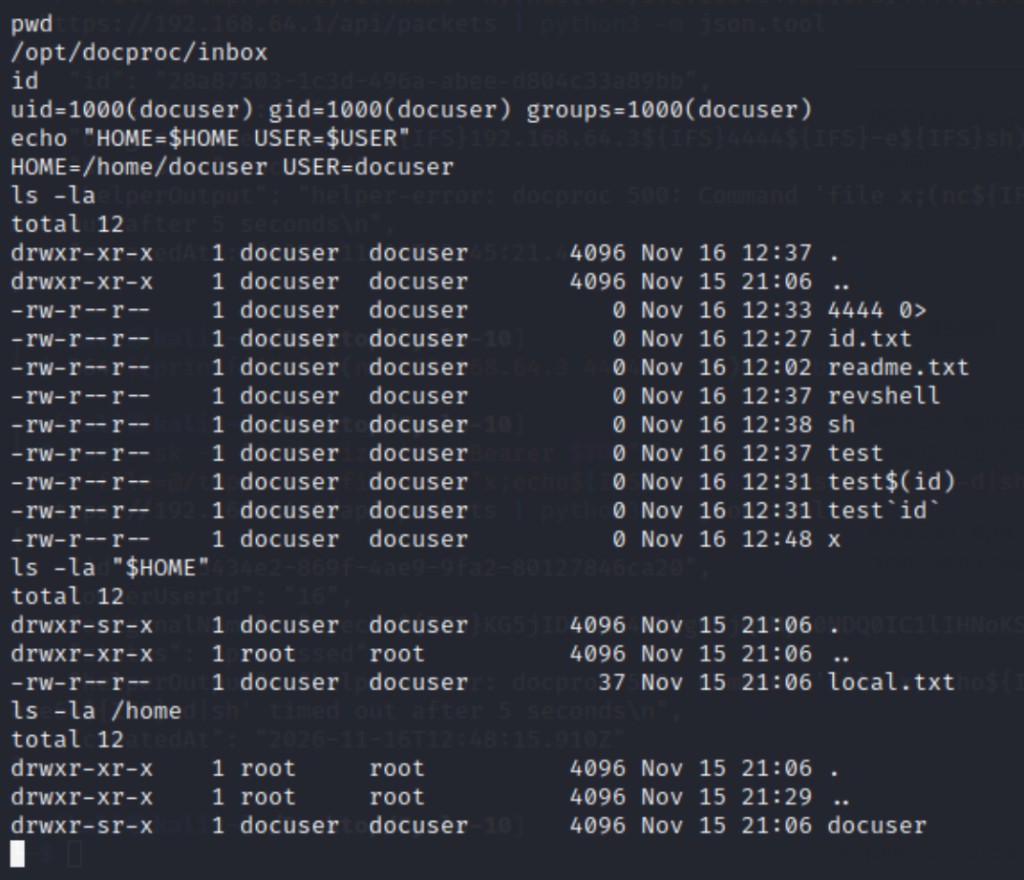 pwd
/opt/docproc/inbox
id
uid=1000(docuser) gid=1000(docuser) groups=1000(docuser)
echo "HOME=$HOME USER=$USER"
HOME=/home/docuser USER=docuser
ls -la
total 12
drwxr-xr-x    1 docuser  docuser       4096 Nov 16 12:37 .
drwxr-xr-x    1 docuser  docuser       4096 Nov 15 21:06 ..
-rw-r--r--    1 docuser  docuser          0 Nov 16 12:33 4444 0>
-rw-r--r--    1 docuser  docuser          0 Nov 16 12:27 id.txt
-rw-r--r--    1 docuser  docuser          0 Nov 16 12:02 readme.txt
-rw-r--r--    1 docuser  docuser          0 Nov 16 12:37 revshell
-rw-r--r--    1 docuser  docuser          0 Nov 16 12:38 sh
-rw-r--r--    1 docuser  docuser          0 Nov 16 12:37 test
-rw-r--r--    1 docuser  docuser          0 Nov 16 12:31 test$(id)
-rw-r--r--    1 docuser  docuser          0 Nov 16 12:31 test`id`
-rw-r--r--    1 docuser  docuser          0 Nov 16 12:48 x
ls -la "$HOME"
total 12
drwxr-sr-x    1 docuser  docuser       4096 Nov 15 21:06 .
drwxr-xr-x    1 root     root          4096 Nov 15 21:06 ..
-rw-r--r--    1 docuser  docuser         37 Nov 15 21:06 local.txt
ls -la /home
total 12
drwxr-xr-x    1 root     root          4096 Nov 15 21:06 .
drwxr-xr-x    1 root     root          4096 Nov 15 21:29 ..
drwxr-sr-x    1 docuser  docuser       4096 Nov 15 21:06 docuser